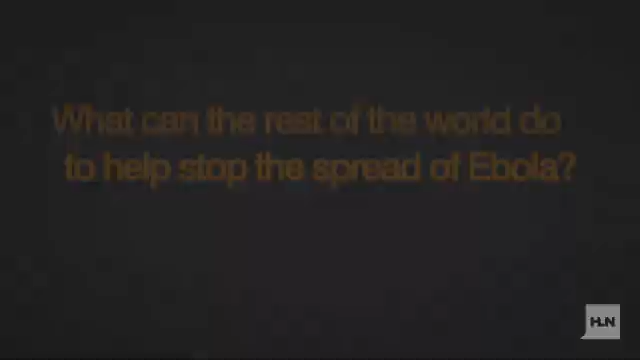 What can the rest of the world do
to help stop the spread of Ebola?
HLN